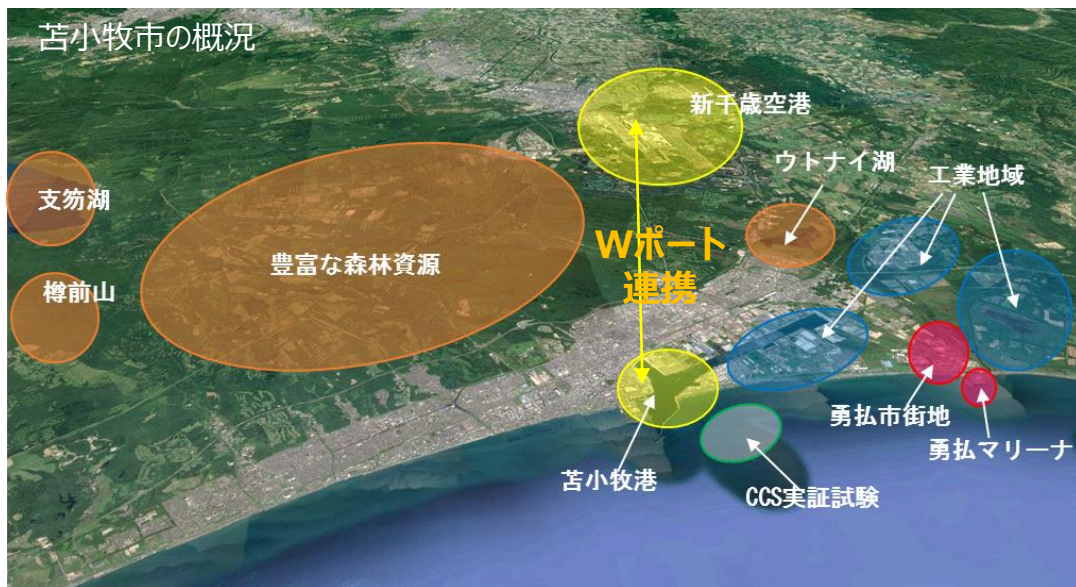 苫小牧市の概況
新千歳空港
ウトナイ湖
工業地域
支笏湖
Wポート
連携
豊富な森林資源
樽前山
勇払市街地
勇払マリーナ
苫小牧港
CCS実証試験